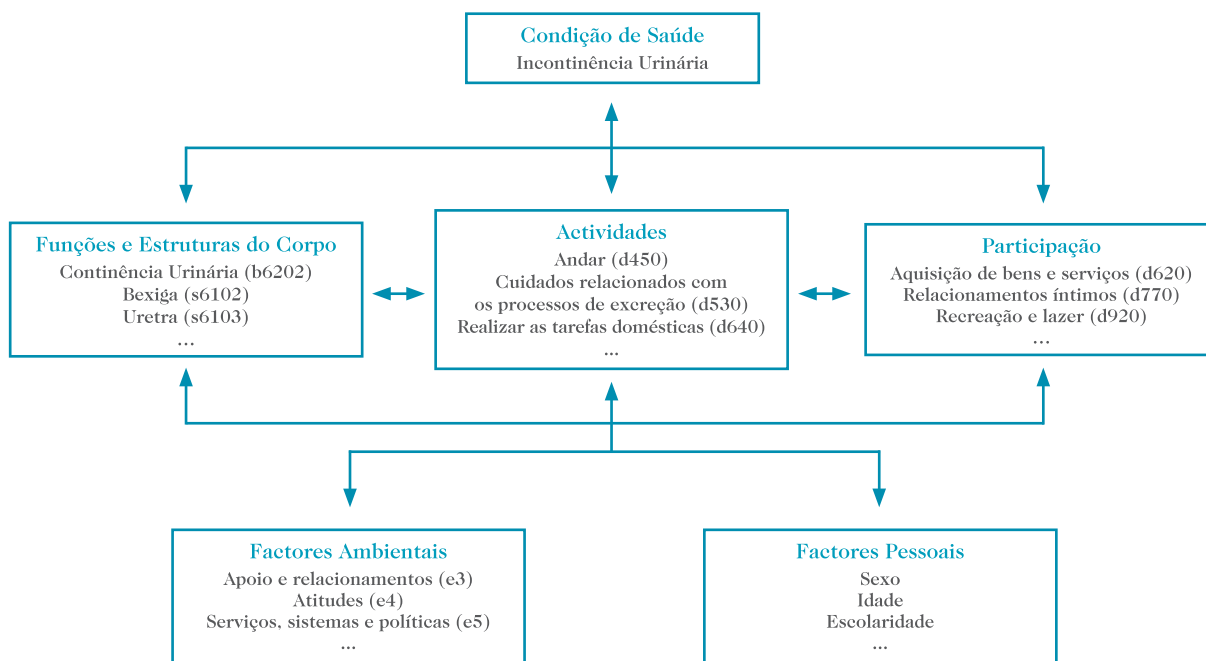 Condição de Saúde
Incontinência Urinária
Funções e Estruturas do Corpo
Continência Urinária (b6202)
Bexiga (s6102)
Uretra (s6103)
...
Actividades
Andar (d450)
Cuidados relacionados com
os processos de excreção (d530)
Realizar as tarefas domésticas (d640)
...
Participação
Aquisição de bens e serviços (d620)
Relacionamentos íntimos (d770)
Recreação e lazer (d920)
...
Factores Ambientais
Apoio e relacionamentos (e3)
Atitudes (e4)
Serviços, sistemas e políticas (e5)
...
Factores Pessoais
Sexo
Idade
Escolaridade
...